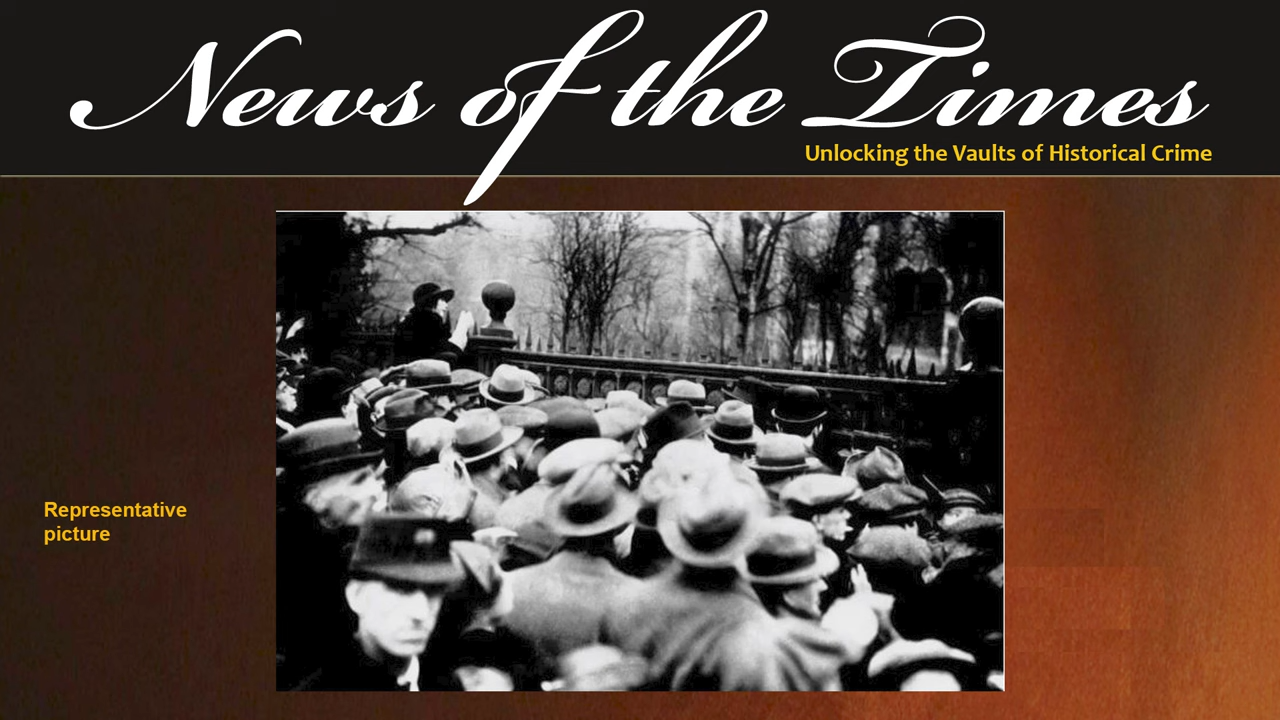 News of the Times
Unlocking the Vaults of Historical Crime
Representative
picture